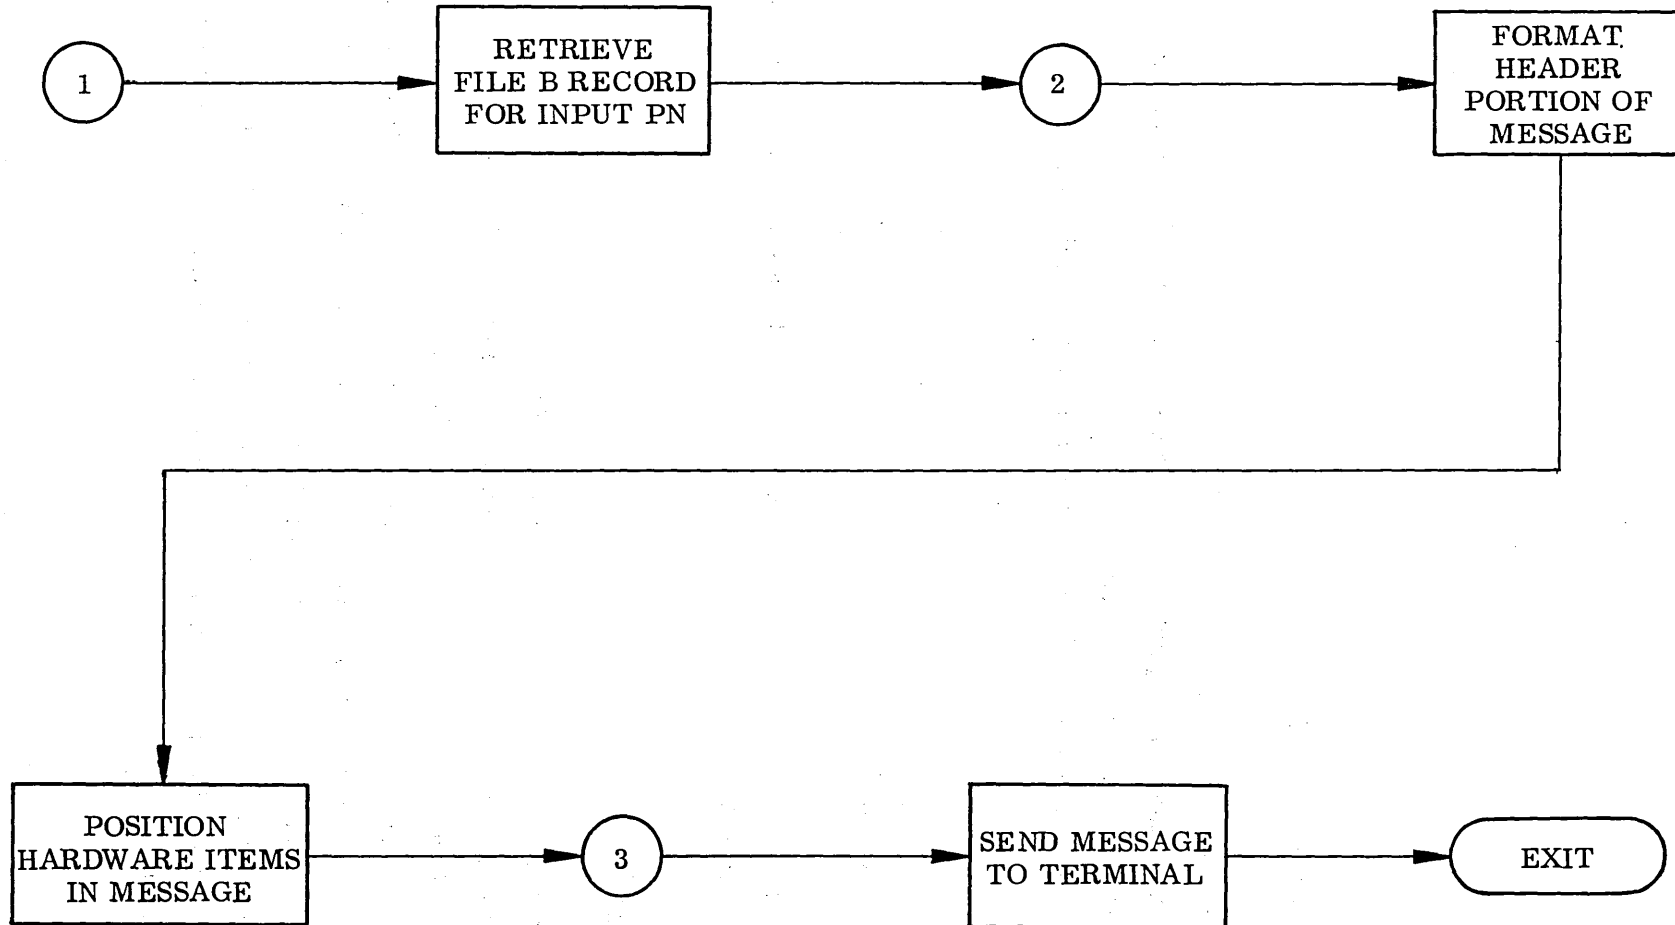 1
RETRIEVE
FILE B RECORD
FOR INPUT PN
2
FORMAT
HEADER
PORTION OF
MESSAGE
POSITION
HARDWARE ITEMS
IN MESSAGE
3
SEND MESSAGE
TO TERMINAL
EXIT